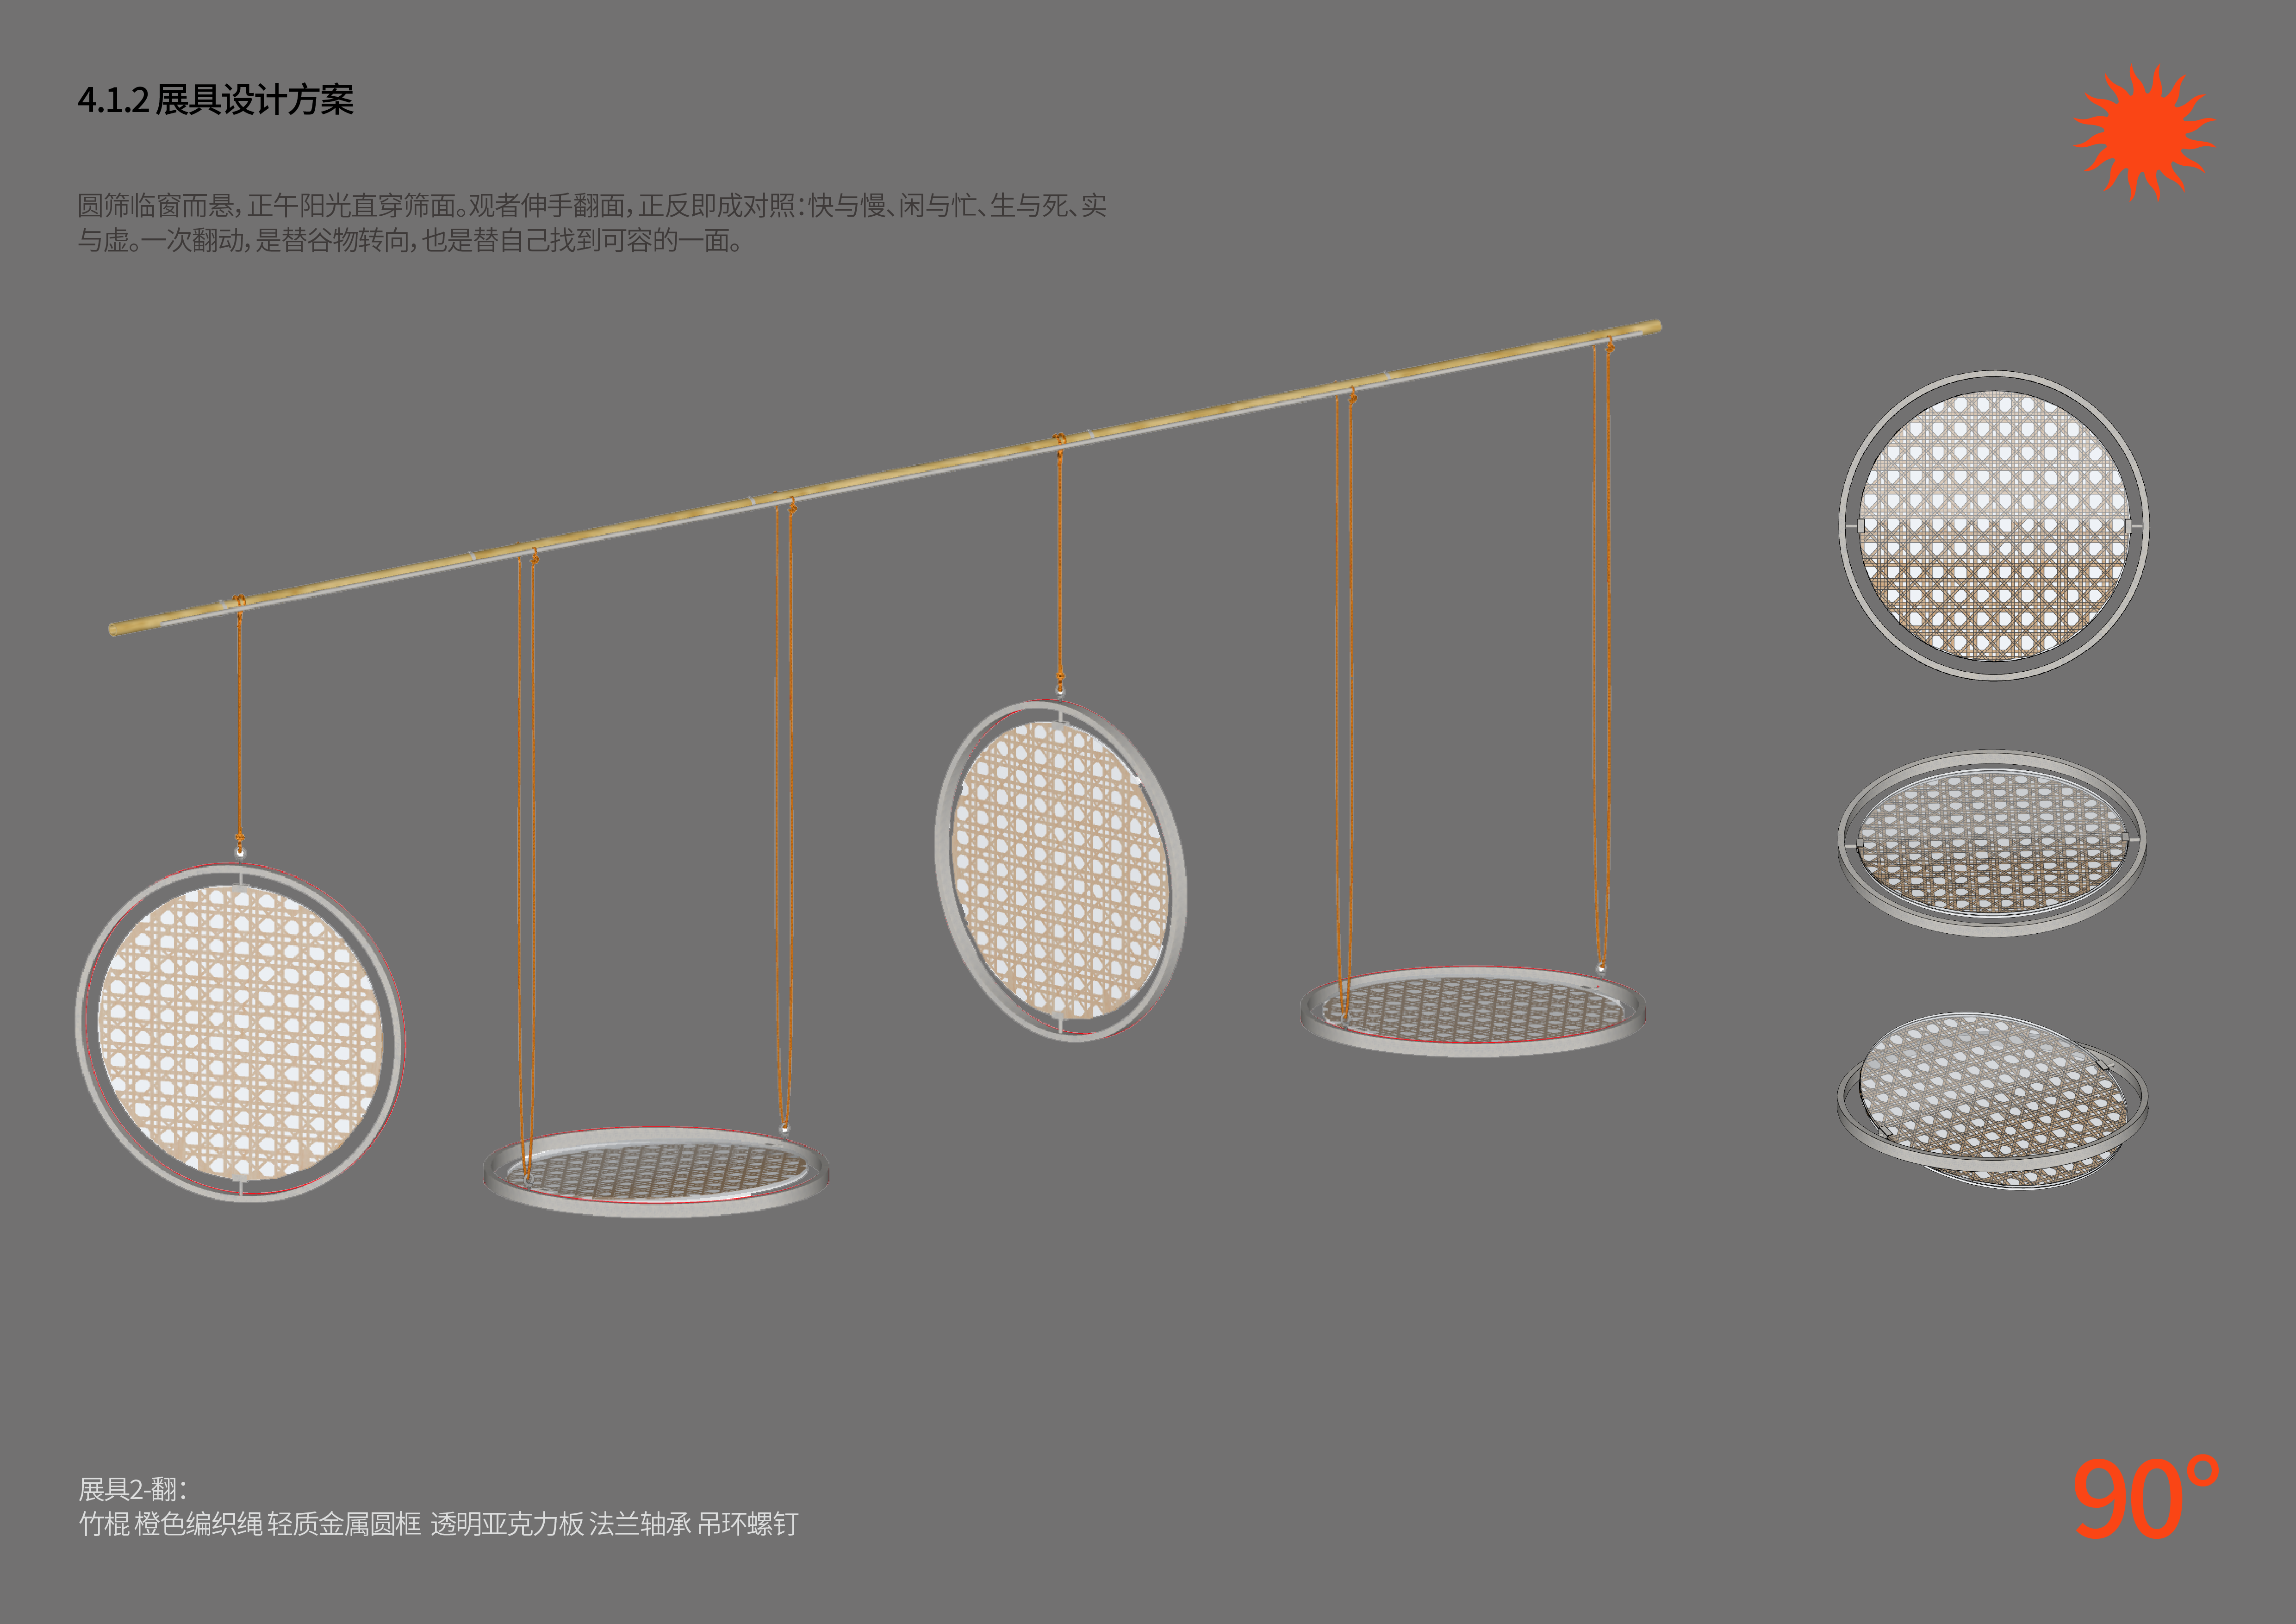 4.1.2 展具设计方案
圆筛临窗而悬，正午阳光直穿筛面。观者伸手翻面，正反即成对照：快与慢、闲与忙、生与死、实
与虚。一次翻动，是替谷物转向，也是替自己找到可容的一面。
展具2-翻：
竹棍 橙色编织绳 轻质金属圆框 透明亚克力板 法兰轴承 吊环螺钉
90°